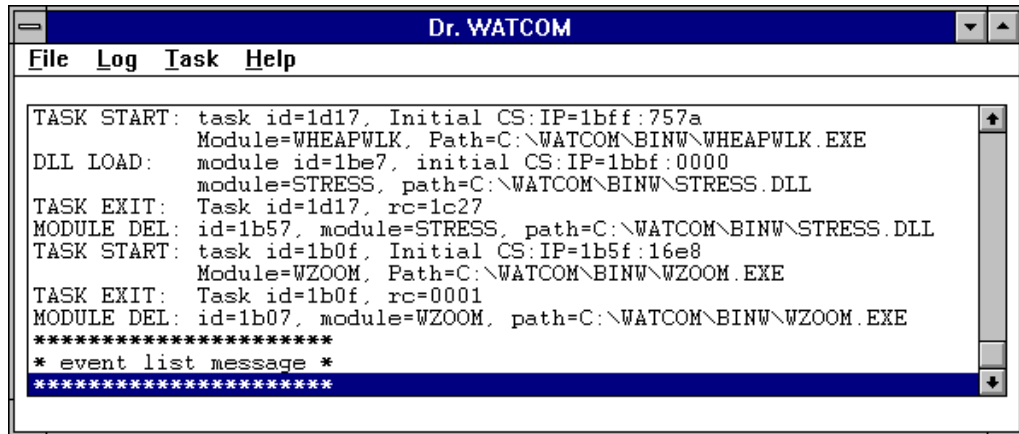 Dr. WATCOM
File Log Task Help
TASK START: task id=1d17, Initial CS:IP=1bff:757a
Module=WHEAPWLK, Path=C:\WATCOM\BINW\WHEAPWLK.EXE
DLL LOAD: module id=1be7, initial CS:IP=1bbf:0000
module=STRESS, path=C:\WATCOM\BINW\STRESS.DLL
TASK EXIT: Task id=1d17, rc=1c27
MODULE DEL: id=1b57, module=STRESS, path=C:\WATCOM\BINW\STRESS.DLL
TASK START: task id=1b0f, Initial CS:IP=1b5f:16e8
Module=WZOOM, Path=C:\WATCOM\BINW\WZOOM.EXE
TASK EXIT: Task id=1b0f, rc=0001
MODULE DEL: id=1b07, module=WZOOM, path=C:\WATCOM\BINW\WZOOM.EXE
**********************
* event list message *
**********************